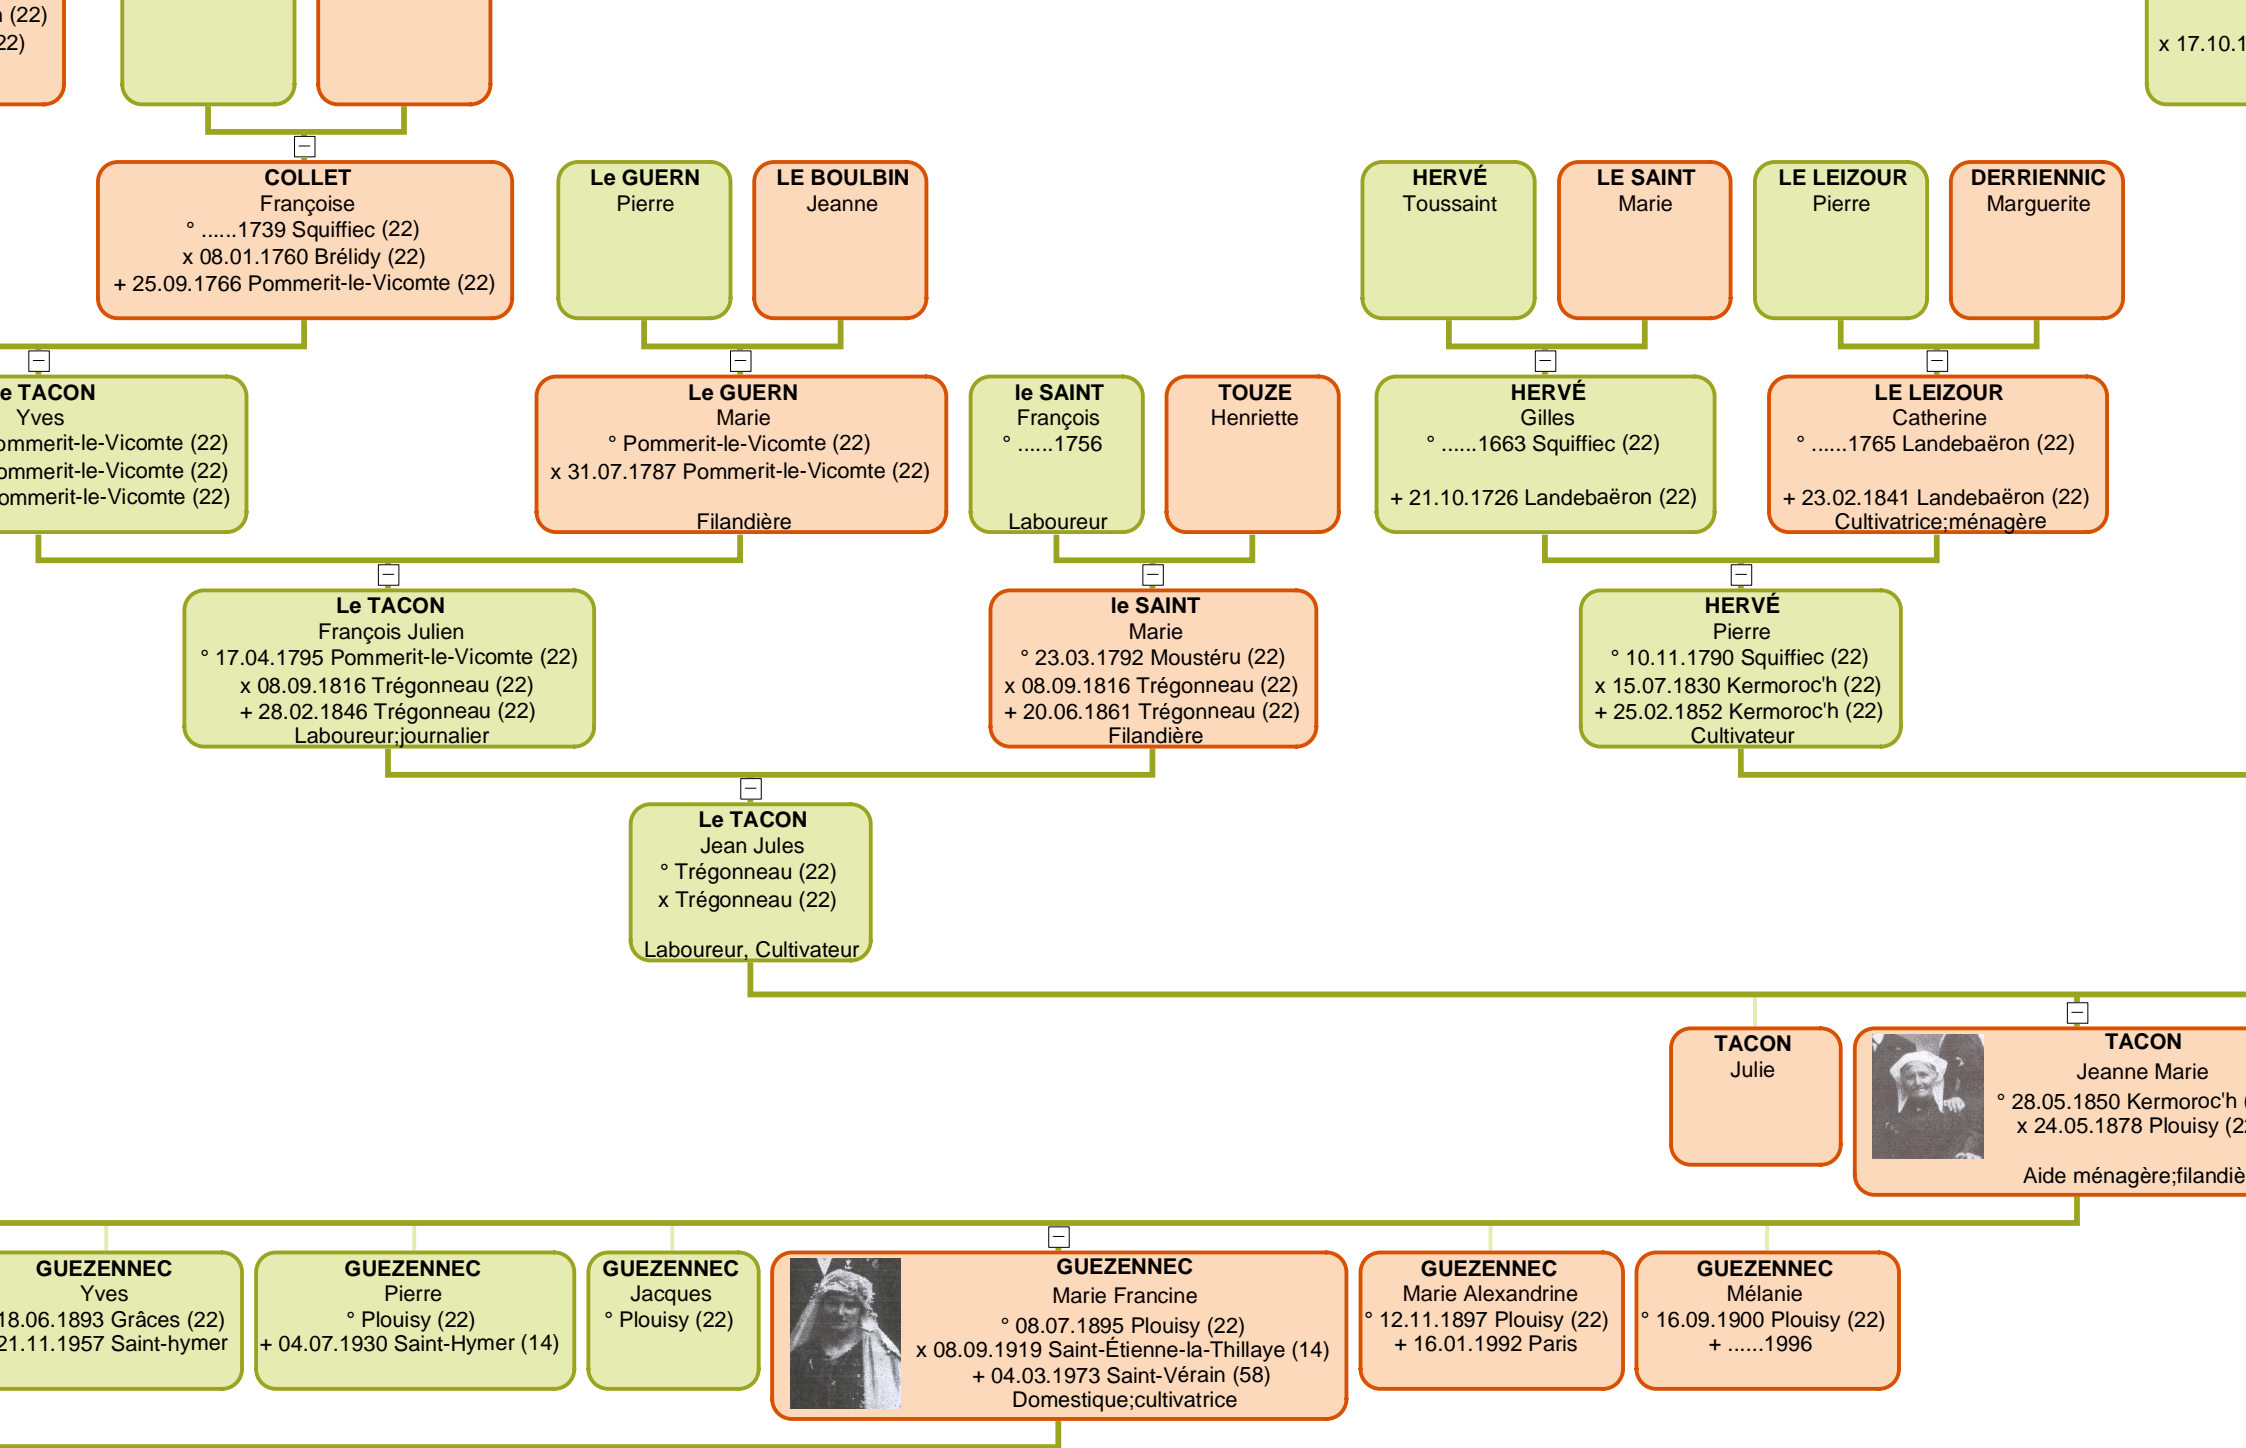 (22)
22)
x 17.10.1
COLLET
Françoise
° ......1739 Squiffiec (22)
x 08.01.1760 Brélidy (22)
+ 25.09.1766 Pommerit-le-Vicomte (22)
Le GUERN
Pierre
LE BOULBIN
Jeanne
HERVÉ
Toussaint
LE SAINT
Marie
LE LEIZOUR
Pierre
DERRIENNIC
Marguerite
e TACON
Yves
ommerit-le-Vicomte (22)
ommerit-le-Vicomte (22)
ommerit-le-Vicomte (22)
Le GUERN
Marie
° Pommerit-le-Vicomte (22)
x 31.07.1787 Pommerit-le-Vicomte (22)
Filandière
le SAINT
François
° ......1756
Laboureur
TOUZE
Henriette
HERVÉ
Gilles
° ......1663 Squiffiec (22)
+ 21.10.1726 Landebaëron (22)
LE LEIZOUR
Catherine
° ......1765 Landebaëron (22)
+ 23.02.1841 Landebaëron (22)
Cultivatrice;ménagère
Le TACON
François Julien
° 17.04.1795 Pommerit-le-Vicomte (22)
x 08.09.1816 Trégonneau (22)
+ 28.02.1846 Trégonneau (22)
Laboureur;journalier
le SAINT
Marie
° 23.03.1792 Moustéru (22)
x 08.09.1816 Trégonneau (22)
+ 20.06.1861 Trégonneau (22)
Filandière
HERVÉ
Pierre
° 10.11.1790 Squiffiec (22)
x 15.07.1830 Kermoroc'h (22)
+ 25.02.1852 Kermoroc'h (22)
Cultivateur
Le TACON
Jean Jules
° Trégonneau (22)
x Trégonneau (22)
Laboureur, Cultivateur
TACON
Julie
TACON
Jeanne Marie
° 28.05.1850 Kermoroc'h (
x 24.05.1878 Plouisy (2
Aide ménagère;filandiè
GUEZENNEC
Yves
18.06.1893 Grâces (22)
21.11.1957 Saint-hymer
GUEZENNEC
Pierre
° Plouisy (22)
+ 04.07.1930 Saint-Hymer (14)
GUEZENNEC
Jacques
° Plouisy (22)
GUEZENNEC
Marie Francine
° 08.07.1895 Plouisy (22)
x 08.09.1919 Saint-Étienne-la-Thillaye (14)
+ 04.03.1973 Saint-Vérain (58)
Domestique;cultivatrice
GUEZENNEC
Marie Alexandrine
° 12.11.1897 Plouisy (22)
+ 16.01.1992 Paris
GUEZENNEC
Mélanie
° 16.09.1900 Plouisy (22)
+ ......1996